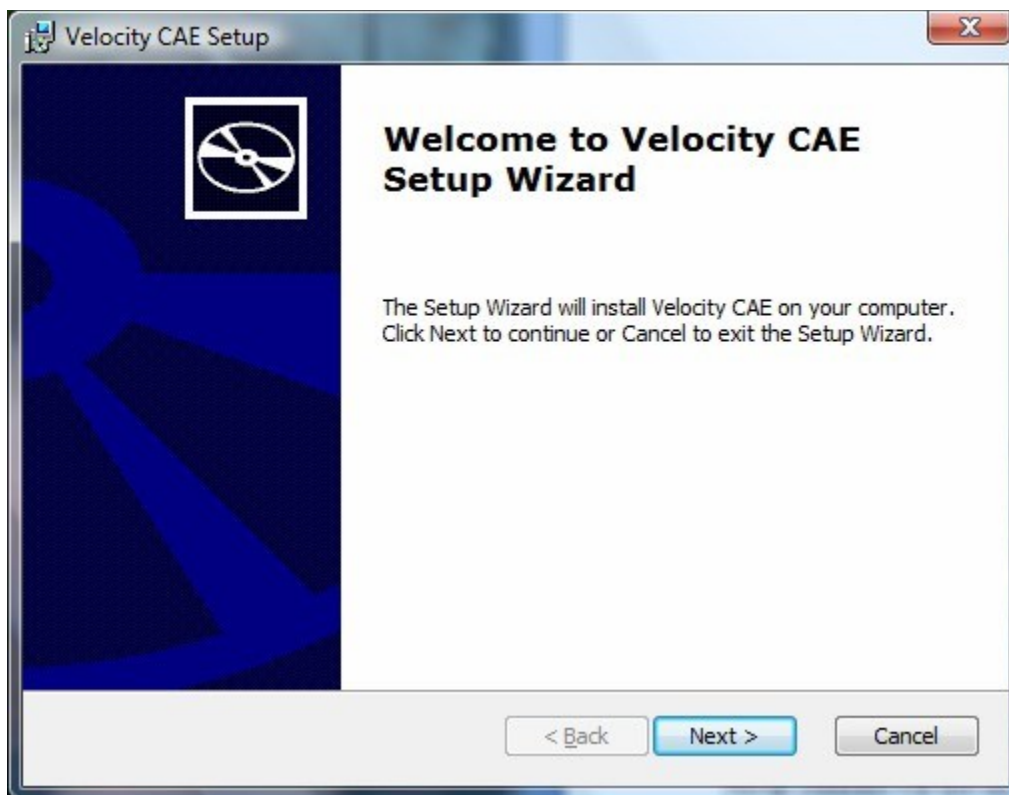 Velocity CAE Setup
Welcome to Velocity CAE
Setup Wizard
The Setup Wizard will install Velocity CAE on your computer.
Click Next to continue or Cancel to exit the Setup Wizard.
< Back
Next >
Cancel